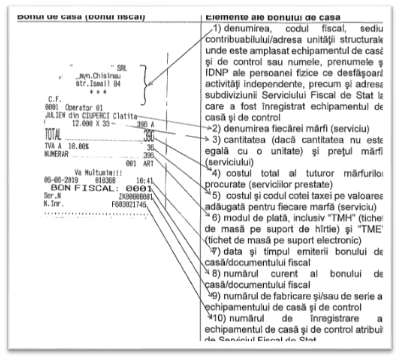 Bonul de casă (bonul fiscal)
SRL
mun.Chisinau
str.Ismail 84
* * *
C.F.
0001 Operator 01
JULIEN din CIUPERCI Clatita
12.000 X 33 = 396 A
TOTAL 396
TVA A 10.00% 36
NUMERAR 396
001 ART
Va Multumim!!!
06-08-2019 010368 10:41
BON FISCAL: 0001
Ser.N
N.Inr.
Elemente ale bonului de casă
1) denumirea, codul fiscal, sediu
contribuabilului/adresa unității structurale
unde este amplasat echipamentul de casă
și de control sau numele, prenumele ș
IDNP ale persoanei fizice ce desfășoară
activități independente, precum și adresa
subdiviziunii Serviciului Fiscal de Stat la
care a fost înregistrat echipamentul de
casă și de control
2) denumirea fiecărei mărfi (serviciu)
3) cantitatea (dacă cantitatea nu este
egală cu o unitate) și prețul mărfi
(serviciului)
4) costul total al tuturor mărfurilor
procurate (serviciilor prestate)
5) costul și codul cotei taxei pe valoarea
adăugată pentru fiecare marfă (serviciu)
6) modul de plată, inclusiv "TMH" (tichet
de masă pe suport de hîrtie) și "TME"
(tichet de masă pe suport electronic)
7) data și timpul emiterii bonului de
casă/documentului fiscal
8) numărul curent al bonului de
casă/documentului fiscal
9) numărul de fabricare și/sau de serie a
echipamentului de casă și de control
10) numărul de înregistrare a
echipamentului de casă și de control atribuit
de Serviciul Fiscal de Stat